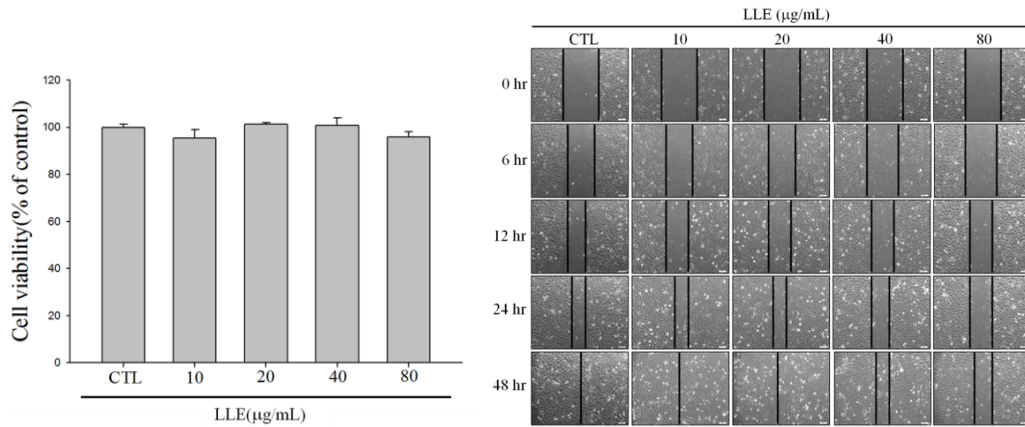 Cell viability(% of control)
120
100
80
60
40
20
0
CTL 10 20 40 80
LLE(μg/mL)
LLE (μg/mL)
CTL 10 20 40 80
0 hr
6 hr
12 hr
24 hr
48 hr